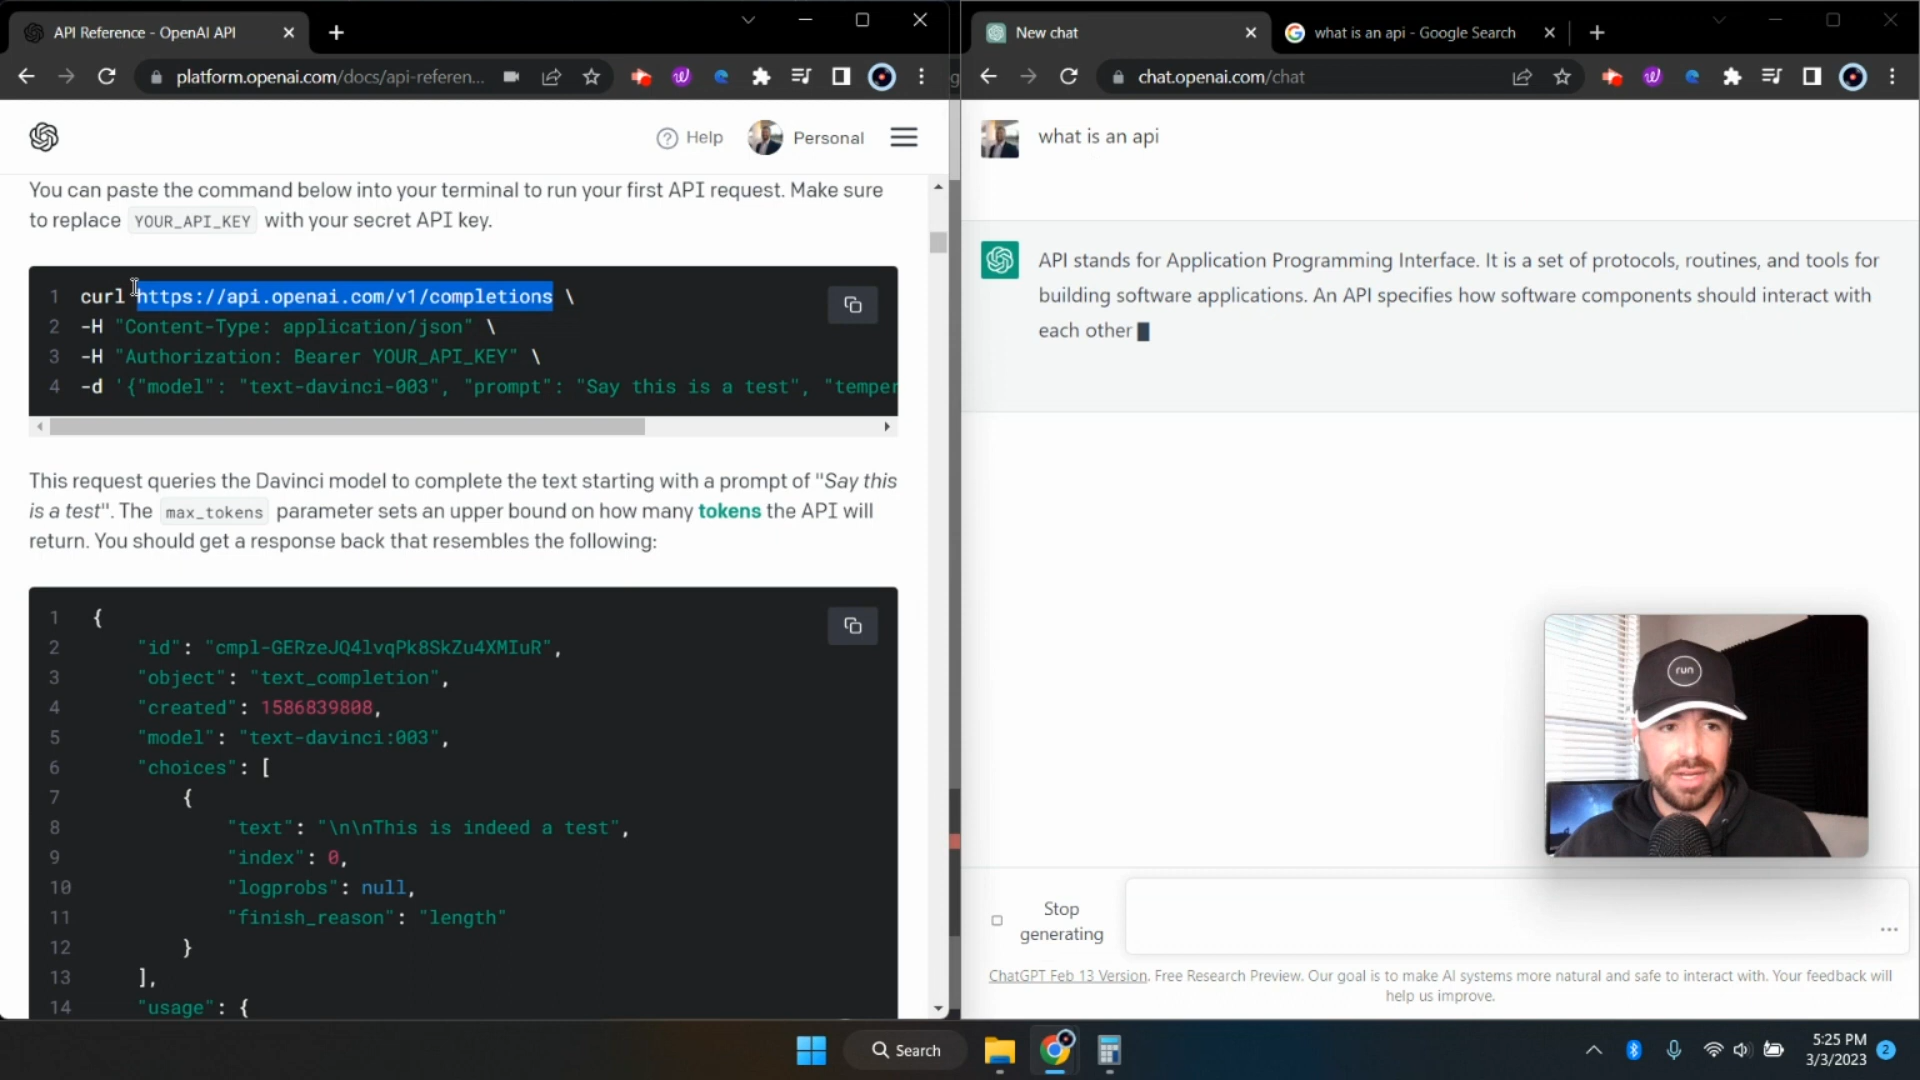 API Reference - OpenAI API
platform.openai.com/docs/api-referen...
Help
Personal
You can paste the command below into your terminal to run your first API request. Make sure
to replace YOUR_API_KEY with your secret API key.
1 curl https://api.openai.com/v1/completions \
2 -H "Content-Type: application/json" \
3 -H "Authorization: Bearer YOUR_API_KEY" \
4 -d '{"model": "text-davinci-003", "prompt": "Say this is a test", "temper
This request queries the Davinci model to complete the text starting with a prompt of "Say this
is a test". The max_tokens parameter sets an upper bound on how many tokens the API will
return. You should get a response back that resembles the following:
1 {
2 "id": "cmpl-GERzeJQ4lvqPk8SkZu4XMIuR",
3 "object": "text_completion",
4 "created": 1586839808,
5 "model": "text-davinci:003",
6 "choices": [
7 {
8 "text": "\n\nThis is indeed a test",
9 "index": 0,
10 "logprobs": null,
11 "finish_reason": "length"
12 }
13 ],
14 "usage": {
New chat
what is an api - Google Search
chat.openai.com/chat
what is an api
API stands for Application Programming Interface. It is a set of protocols, routines, and tools for
building software applications. An API specifies how software components should interact with
each other
run
Stop
generating
ChatGPT Feb 13 Version. Free Research Preview. Our goal is to make AI systems more natural and safe to interact with. Your feedback will
help us improve.
Search
5:25 PM
3/3/2023
2